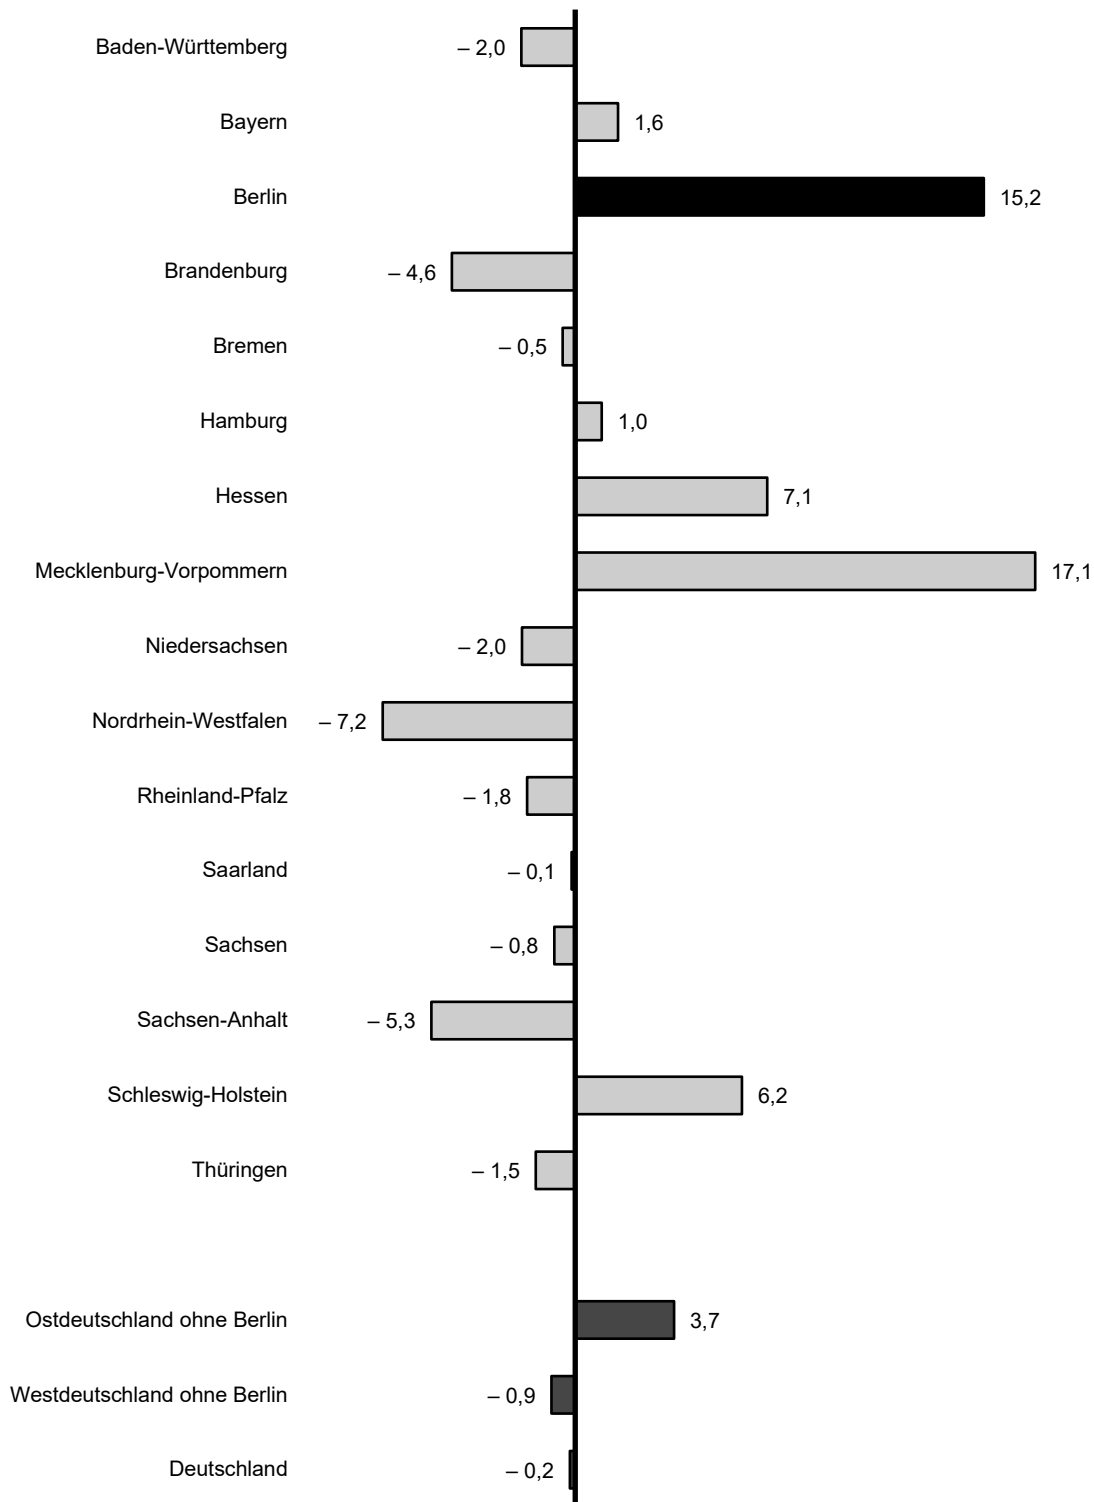 Baden-Württemberg – 2,0
Bayern 1,6
Berlin 15,2
Brandenburg – 4,6
Bremen – 0,5
Hamburg 1,0
Hessen 7,1
Mecklenburg-Vorpommern 17,1
Niedersachsen – 2,0
Nordrhein-Westfalen – 7,2
Rheinland-Pfalz – 1,8
Saarland – 0,1
Sachsen – 0,8
Sachsen-Anhalt – 5,3
Schleswig-Holstein 6,2
Thüringen – 1,5
Ostdeutschland ohne Berlin 3,7
Westdeutschland ohne Berlin – 0,9
Deutschland – 0,2